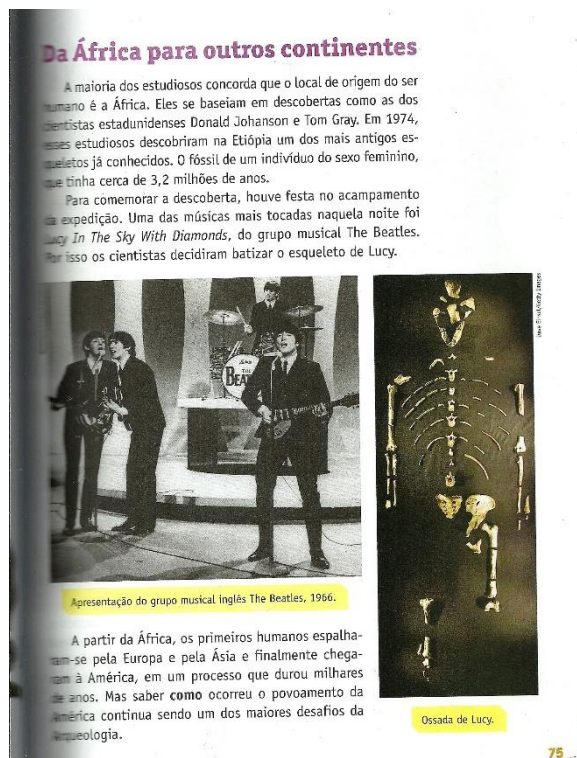 Da África para outros continentes
A maioria dos estudiosos concorda que o local de origem do ser
humano é a África. Eles se baseiam em descobertas como as dos
cientistas estadunidenses Donald Johanson e Tom Gray. Em 1974,
esses estudiosos descobriram na Etiópia um dos mais antigos es-
queletos já conhecidos. O fóssil de um indivíduo do sexo feminino,
que tinha cerca de 3,2 milhões de anos.
Para comemorar a descoberta, houve festa no acampamento
da expedição. Uma das músicas mais tocadas naquela noite foi
Lucy In The Sky With Diamonds, do grupo musical The Beatles.
Por isso os cientistas decidiram batizar o esqueleto de Lucy.
THE
BEAT
Apresentação do grupo musical inglês The Beatles, 1966.
A partir da África, os primeiros humanos espalha-
ram-se pela Europa e pela Ásia e finalmente chega-
ram à América, em um processo que durou milhares
de anos. Mas saber como ocorreu o povoamento da
América continua sendo um dos maiores desafios da
Arqueologia.
Images
Ossada de Lucy.
75